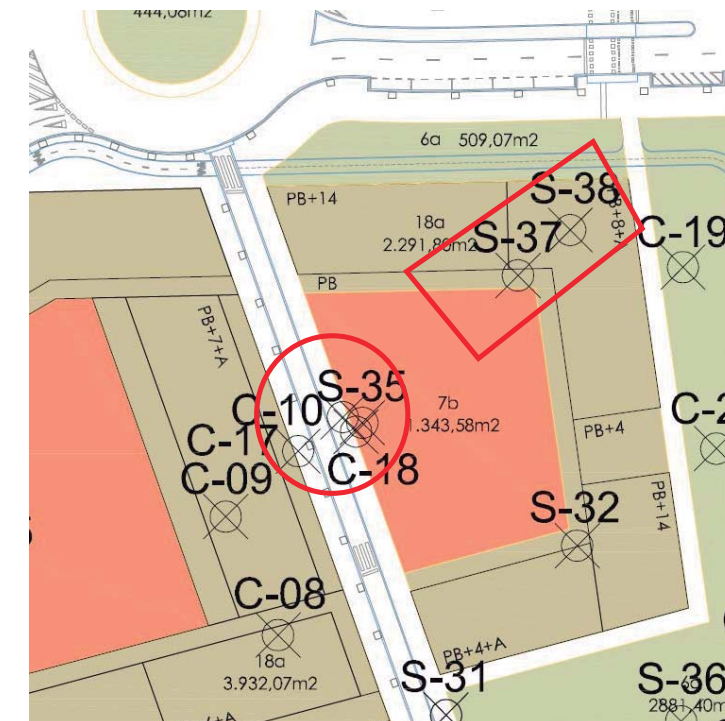 444,08m2
6a 509,07m2
S-38
PB+14
18a
2.291,80m2
S-37
PB+8+A
C-19
PB
PB+7+A
S-35
C-10
7b
1.343,58m2
C-2
C-17
PB+4
C-18
C-09
PB+14
S-32
C-08
18a
3.932,07m2
PB+4+A
S-31
S-36
2881,40m